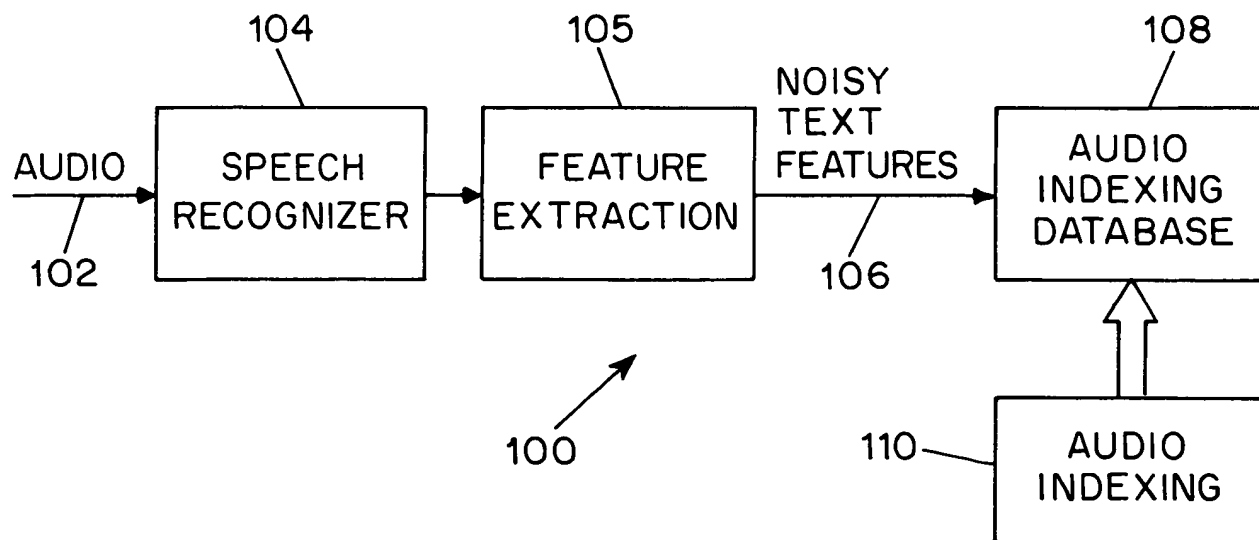 104
105
108
AUDIO
102
SPEECH
RECOGNIZER
FEATURE
EXTRACTION
NOISY
TEXT
FEATURES
106
AUDIO
INDEXING
DATABASE
100
110
AUDIO
INDEXING